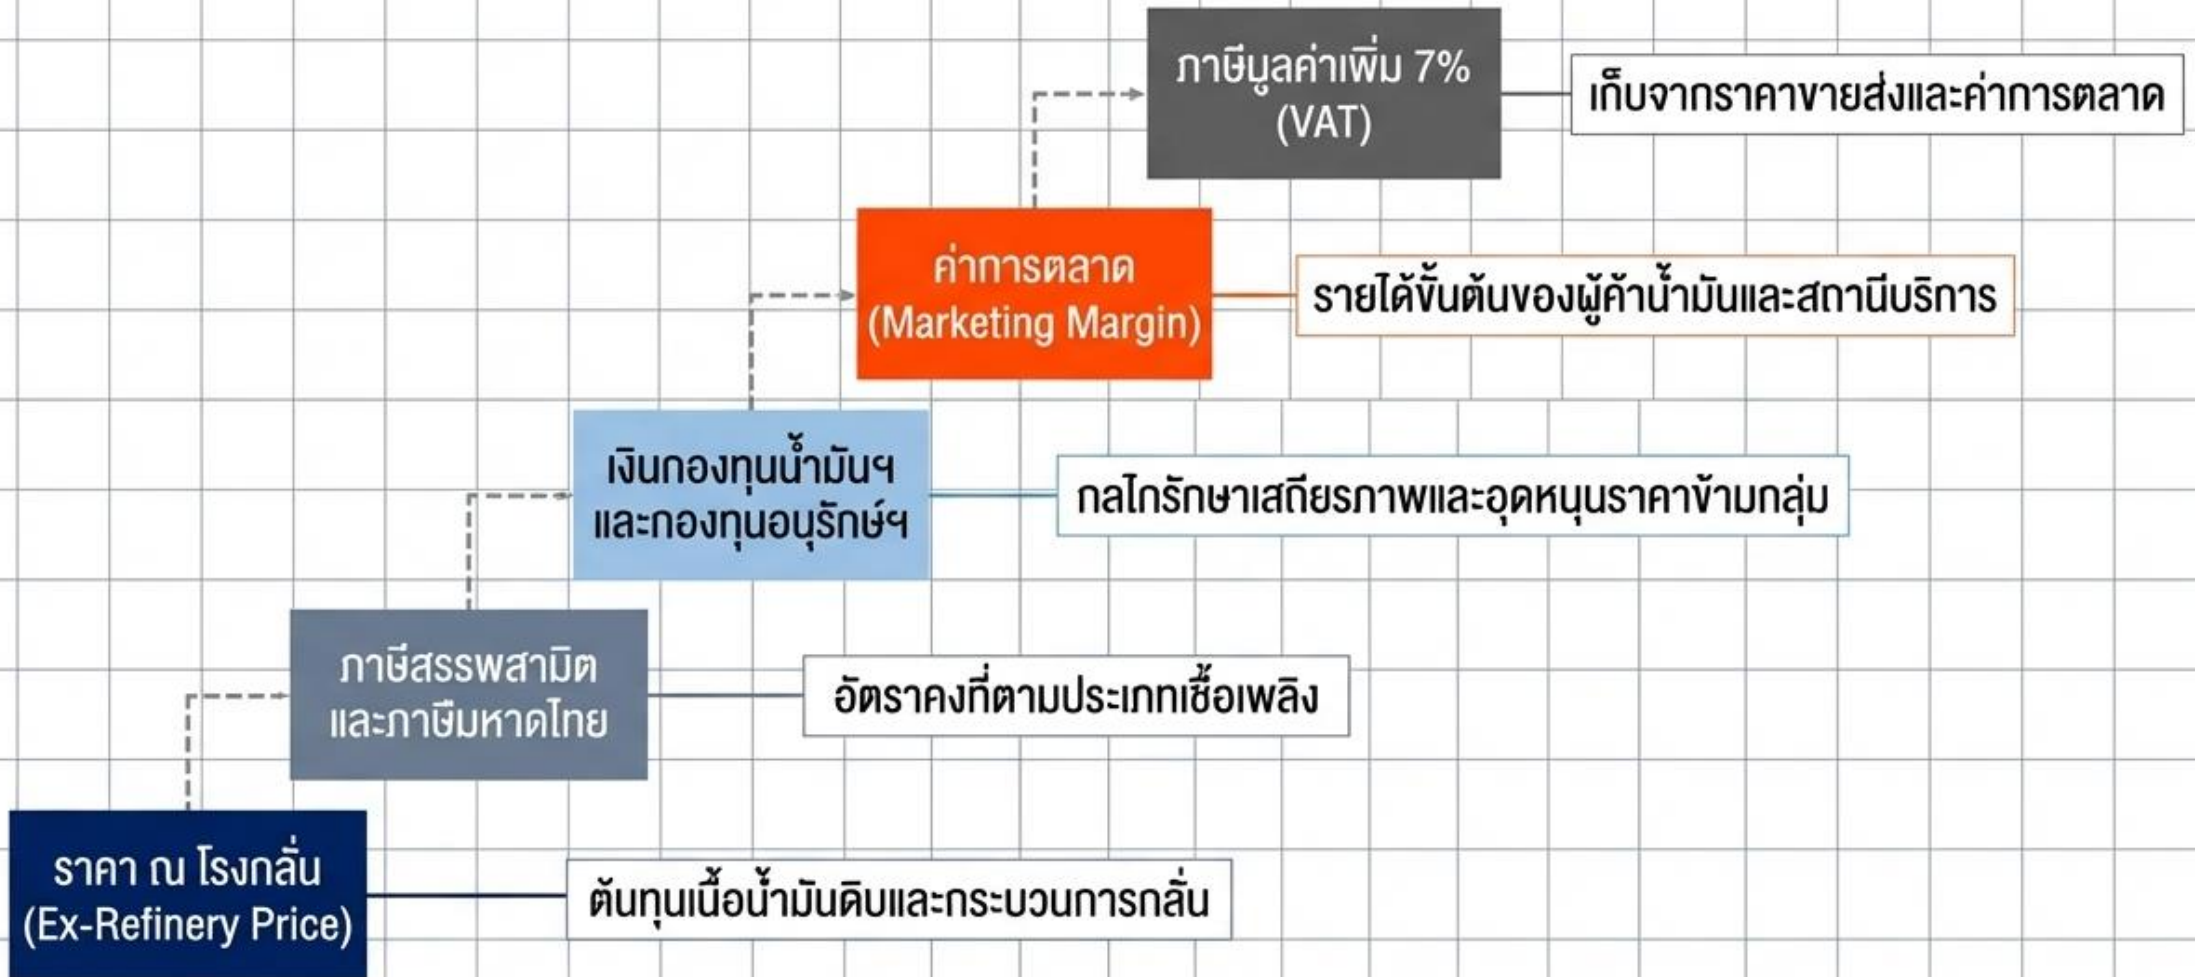 ภาษีมูลค่าเพิ่ม 7%
(VAT)
เก็บจากราคาขายส่งและค่าการตลาด
ค่าการตลาด
(Marketing Margin)
รายได้ขั้นต้นของผู้ค้าน้ำมันและสถานีบริการ
เงินกองทุนน้ำมันฯ
และกองทุนอนุรักษ์ฯ
กลไกรักษาเสถียรภาพและอุดหนุนราคาข้ามกลุ่ม
ภาษีสรรพสามิต
และภาษีมหาดไทย
อัตราคงที่ตามประเภทเชื้อเพลิง
ราคา ณ โรงกลั่น
(Ex-Refinery Price)
ต้นทุนเนื้อน้ำมันดิบและกระบวนการกลั่น